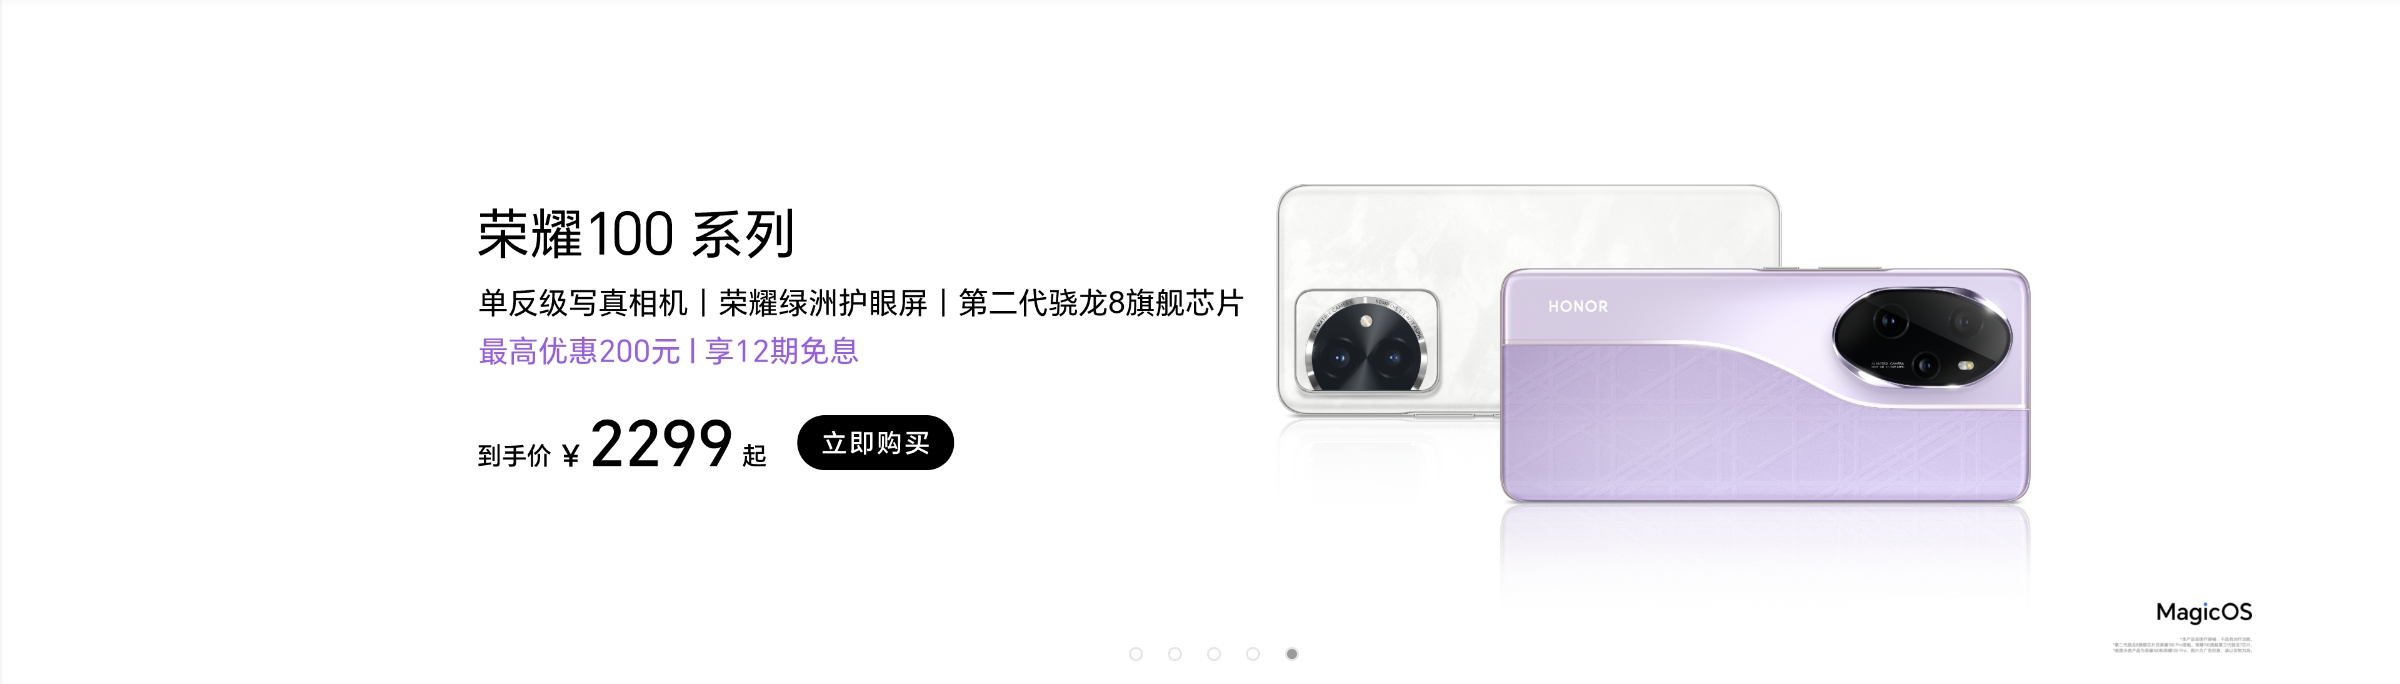 荣耀100 系列
单反级写真相机丨荣耀绿洲护眼屏丨第二代骁龙8旗舰芯片
最高优惠200元 | 享12期免息
到手价 ¥ 2299 起
立即购买
HONOR
MagicOS